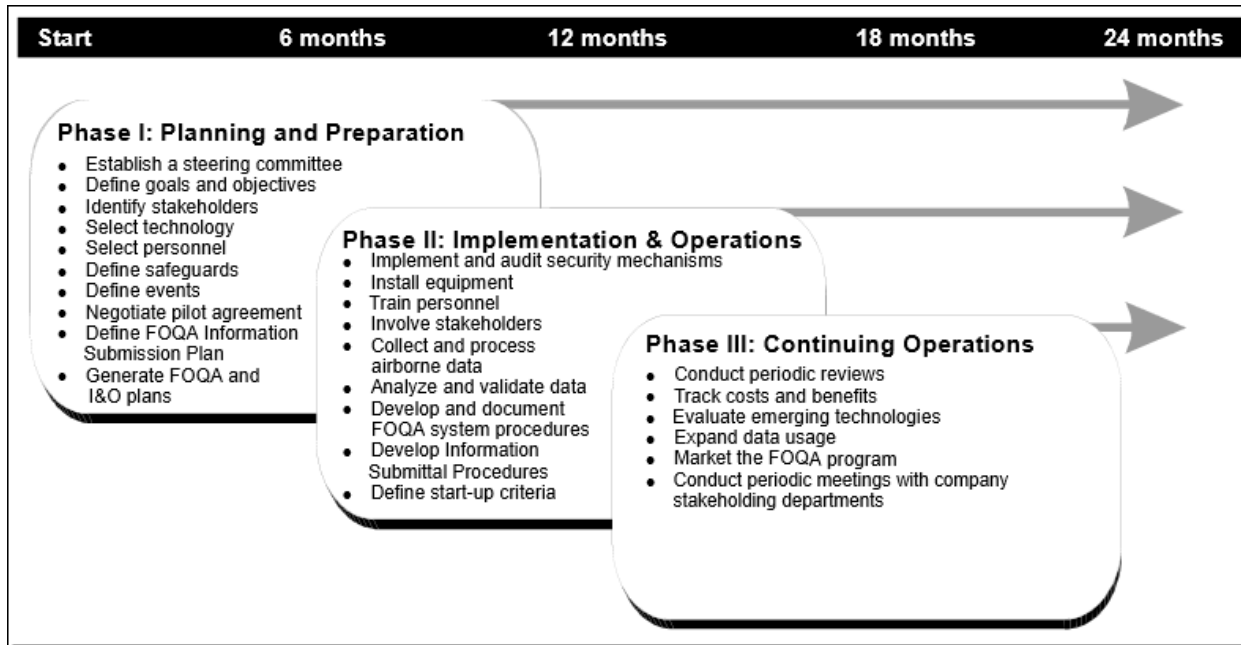 Start 6 months 12 months 18 months 24 months
Phase I: Planning and Preparation
● Establish a steering committee
● Define goals and objectives
● Identify stakeholders
● Select technology
● Select personnel
● Define safeguards
● Define events
● Negotiate pilot agreement
● Define FOQA Information
Submission Plan
● Generate FOQA and
I&O plans
Phase II: Implementation & Operations
● Implement and audit security mechanisms
● Install equipment
● Train personnel
● Involve stakeholders
● Collect and process
airborne data
● Analyze and validate data
● Develop and document
FOQA system procedures
● Develop Information
Submittal Procedures
● Define start-up criteria
Phase III: Continuing Operations
● Conduct periodic reviews
● Track costs and benefits
● Evaluate emerging technologies
● Expand data usage
● Market the FOQA program
● Conduct periodic meetings with company
stakeholding departments